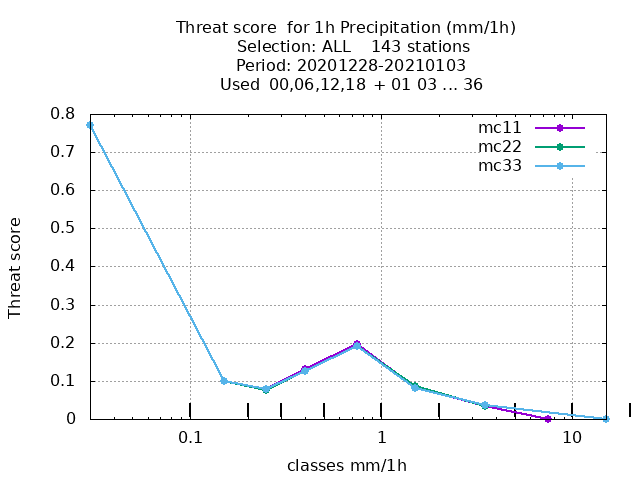 Threat score  for 1h Precipitation (mm/1h)
Selection: ALL    143 stations
Period: 20201228-20210103
Used  00,06,12,18  + 01 03 ... 36
0.8
0.7
0.6
0.5
0.4
0.3
0.2
0.1
0
Threat score
mc11
mc22
mc33
0.1
1
10
classes mm/1h